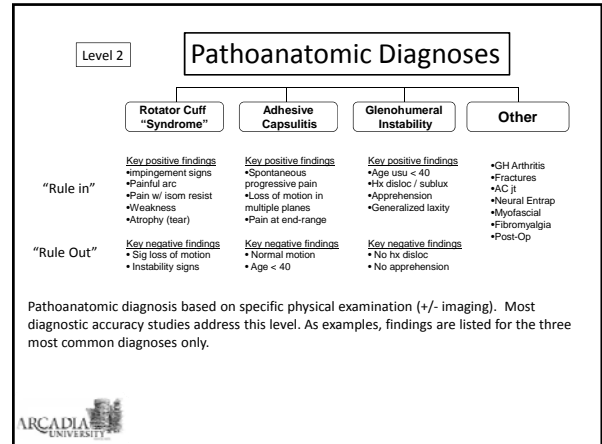 Level 2
Pathoanatomic Diagnoses
Rotator Cuff
“Syndrome”
Adhesive
Capsulitis
Glenohumeral
Instability
Other
“Rule in”
Key positive findings
•impingement signs
•Painful arc
•Pain w/ isom resist
•Weakness
•Atrophy (tear)
Key positive findings
•Spontaneous
progressive pain
•Loss of motion in
multiple planes
•Pain at end-range
Key positive findings
•Age usu < 40
•Hx disloc / sublux
•Apprehension
•Generalized laxity
•GH Arthritis
•Fractures
•AC jt
•Neural Entrap
•Myofascial
•Fibromyalgia
•Post-Op
“Rule Out”
Key negative findings
• Sig loss of motion
• Instability signs
Key negative findings
• Normal motion
• Age < 40
Key negative findings
• No hx disloc
• No apprehension
Pathoanatomic diagnosis based on specific physical examination (+/- imaging). Most
diagnostic accuracy studies address this level. As examples, findings are listed for the three
most common diagnoses only.
ARCADIA
UNIVERSITY